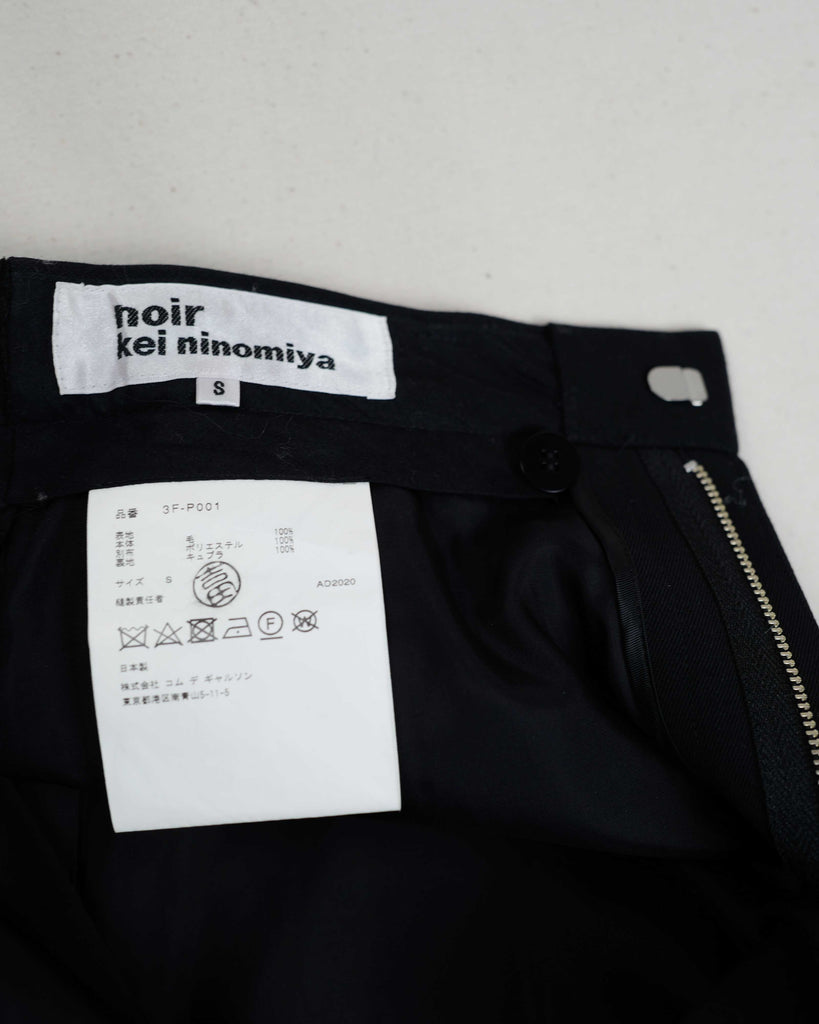 noir
kei ninomiya
S
品番 3F-P001
表地
本体 毛 100%
別布 ポリエステル 100%
裏地 キュプラ 100%
サイズ S
AD2020
縫製責任者
F
W
日本製
株式会社 コム デ ギャルソン
東京都港区南青山5-11-5